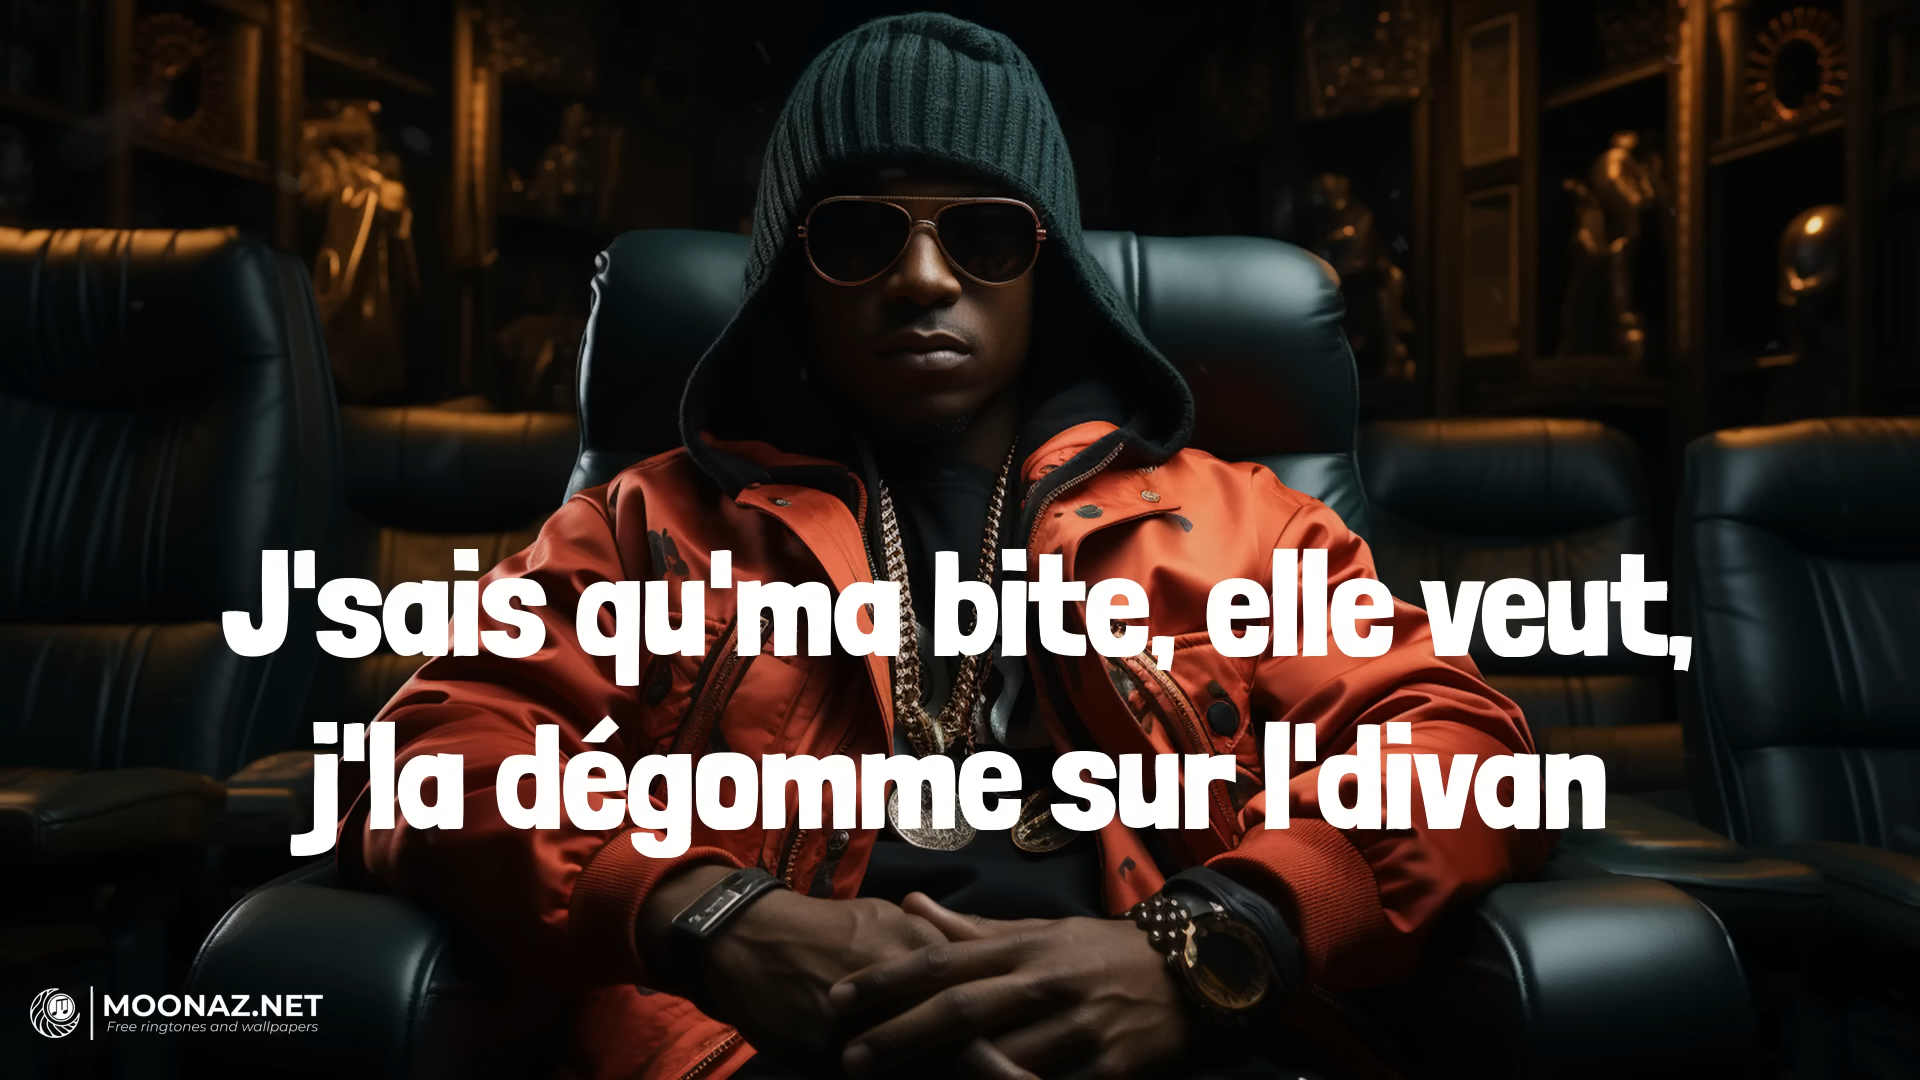 J'sais qu'ma bite, elle veut,
j'la dégomme sur l'divan
MOONAZ.NET
Free ringtones and wallpapers